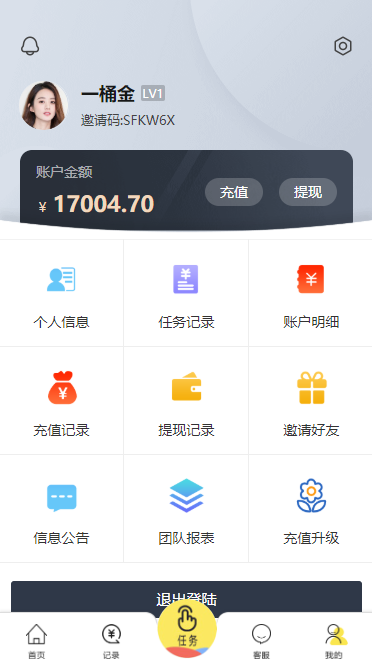 一桶金 LV1
邀请码:SFKW6X
账户金额
¥ 17004.70 充值 提现
个人信息 任务记录 账户明细
充值记录 提现记录 邀请好友
信息公告 团队报表 充值升级
退出登陆
首页 记录 任务 客服 我的